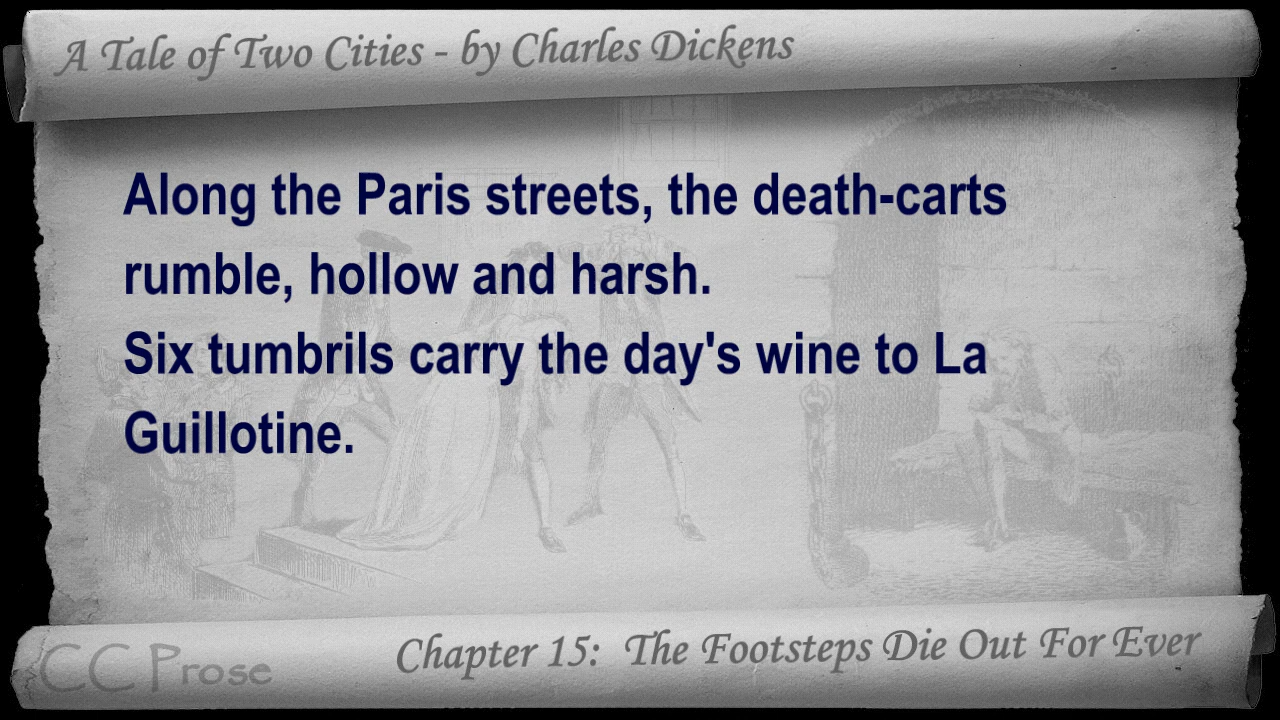 A Tale of Two Cities - by Charles Dickens
Along the Paris streets, the death-carts
rumble, hollow and harsh.
Six tumbrils carry the day's wine to La
Guillotine.
CC Prose
Chapter 15: The Footsteps Die Out For Ever